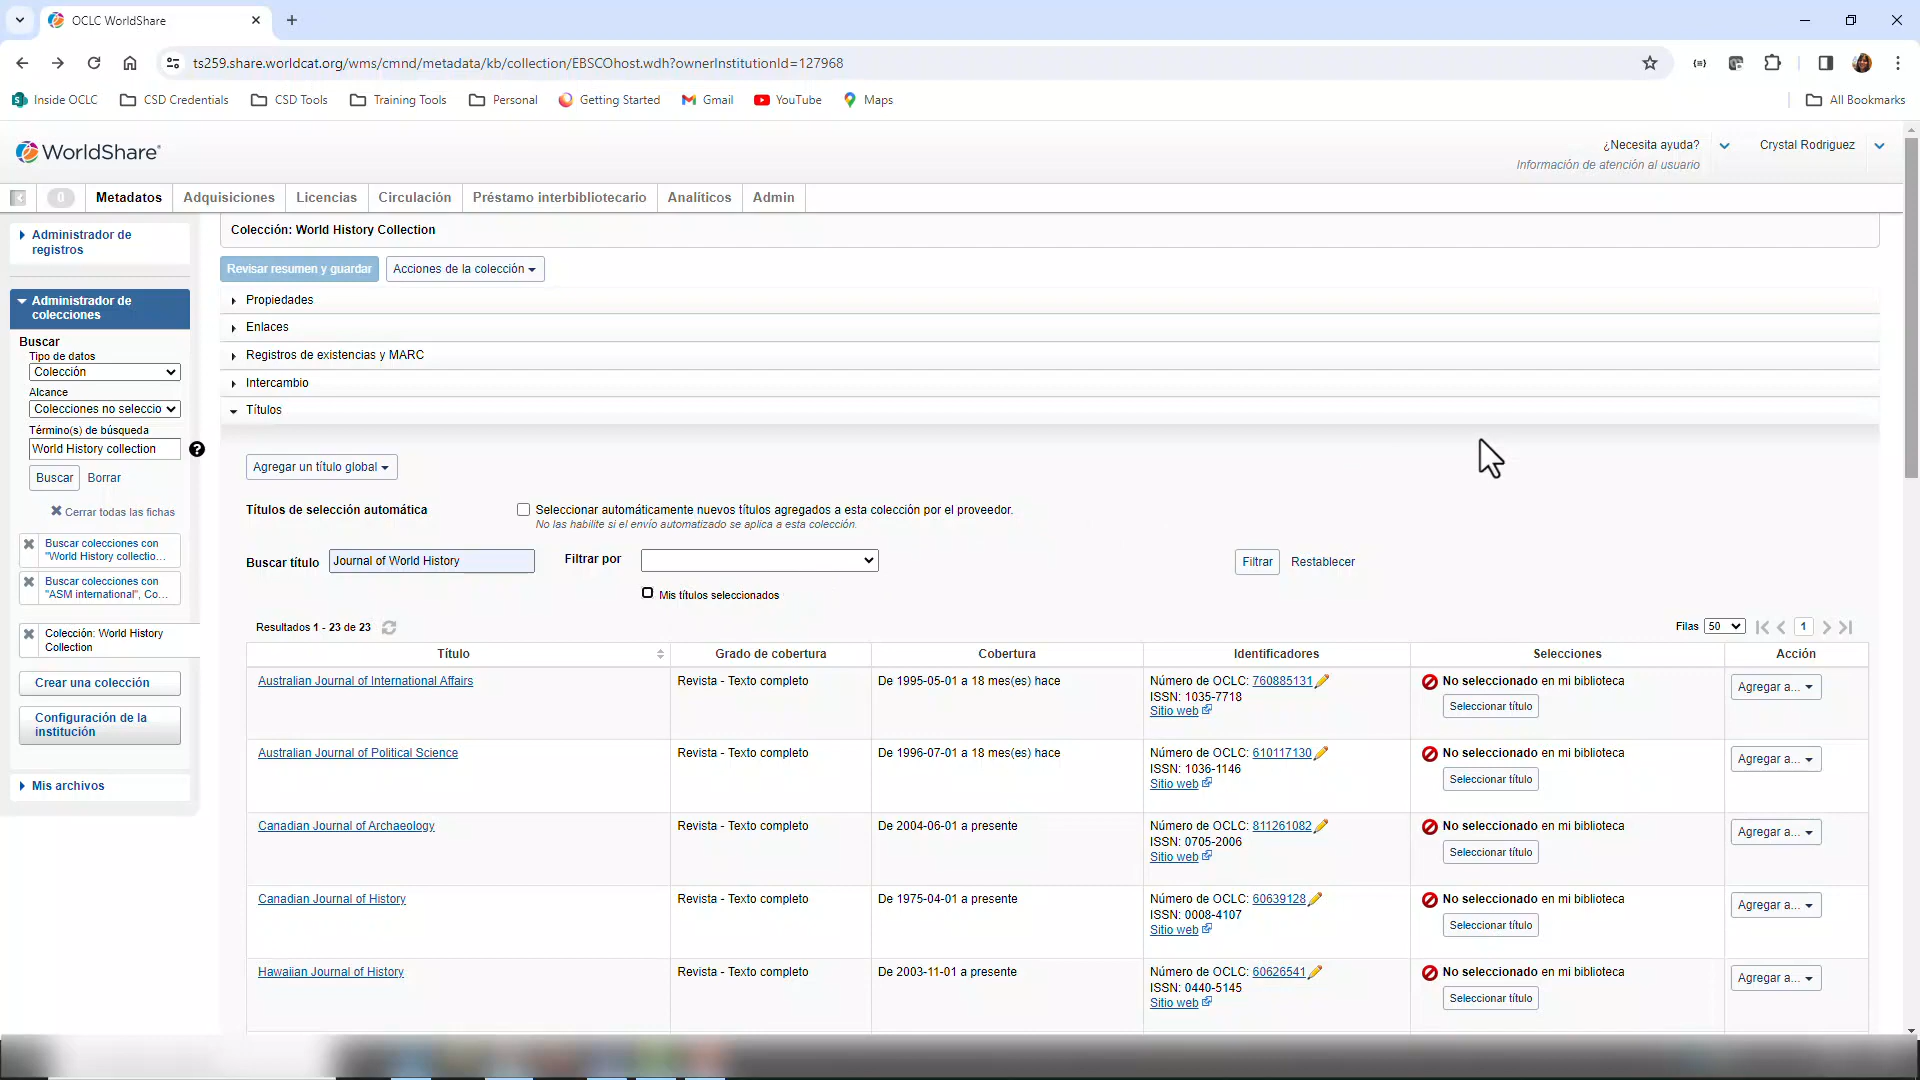 OCLC WorldShare
ts259.share.worldcat.org/wms/cmnd/metadata/kb/collection/EBSCOhost.wdh?ownerInstitutionId=127968
Inside OCLC CSD Credentials CSD Tools Training Tools Personal Getting Started Gmail YouTube Maps All Bookmarks
WorldShare®
¿Necesita ayuda? Crystal Rodriguez
Información de atención al usuario
0 Metadatos Adquisiciones Licencias Circulación Préstamo interbibliotecario Analíticos Admin
Administrador de
registros
Administrador de
colecciones
Buscar
Tipo de datos
Colección
Alcance
Colecciones no seleccio
Término(s) de búsqueda
World History collection
Buscar Borrar
Cerrar todas las fichas
Buscar colecciones con
"World History collectio...
Buscar colecciones con
"ASM international", Co...
Colección: World History
Collection
Crear una colección
Configuración de la
institución
Mis archivos
Colección: World History Collection
Revisar resumen y guardar Acciones de la colección
Propiedades
Enlaces
Registros de existencias y MARC
Intercambio
Títulos
Agregar un título global
Títulos de selección automática Seleccionar automáticamente nuevos títulos agregados a esta colección por el proveedor.
No las habilite si el envío automatizado se aplica a esta colección.
Buscar título Journal of World History Filtrar por Filtrar Restablecer
Mis títulos seleccionados
Resultados 1 - 23 de 23 Filas 50 1
Título Grado de cobertura Cobertura Identificadores Selecciones Acción
Australian Journal of International Affairs Revista - Texto completo De 1995-05-01 a 18 mes(es) hace Número de OCLC: 760885131 No seleccionado en mi biblioteca Agregar a...
ISSN: 1035-7718
Sitio web Seleccionar título
Australian Journal of Political Science Revista - Texto completo De 1996-07-01 a 18 mes(es) hace Número de OCLC: 610117130 No seleccionado en mi biblioteca Agregar a...
ISSN: 1036-1146
Sitio web Seleccionar título
Canadian Journal of Archaeology Revista - Texto completo De 2004-06-01 a presente Número de OCLC: 811261082 No seleccionado en mi biblioteca Agregar a...
ISSN: 0705-2006
Sitio web Seleccionar título
Canadian Journal of History Revista - Texto completo De 1975-04-01 a presente Número de OCLC: 60639128 No seleccionado en mi biblioteca Agregar a...
ISSN: 0008-4107
Sitio web Seleccionar título
Hawaiian Journal of History Revista - Texto completo De 2003-11-01 a presente Número de OCLC: 60626541 No seleccionado en mi biblioteca Agregar a...
ISSN: 0440-5145
Sitio web Seleccionar título